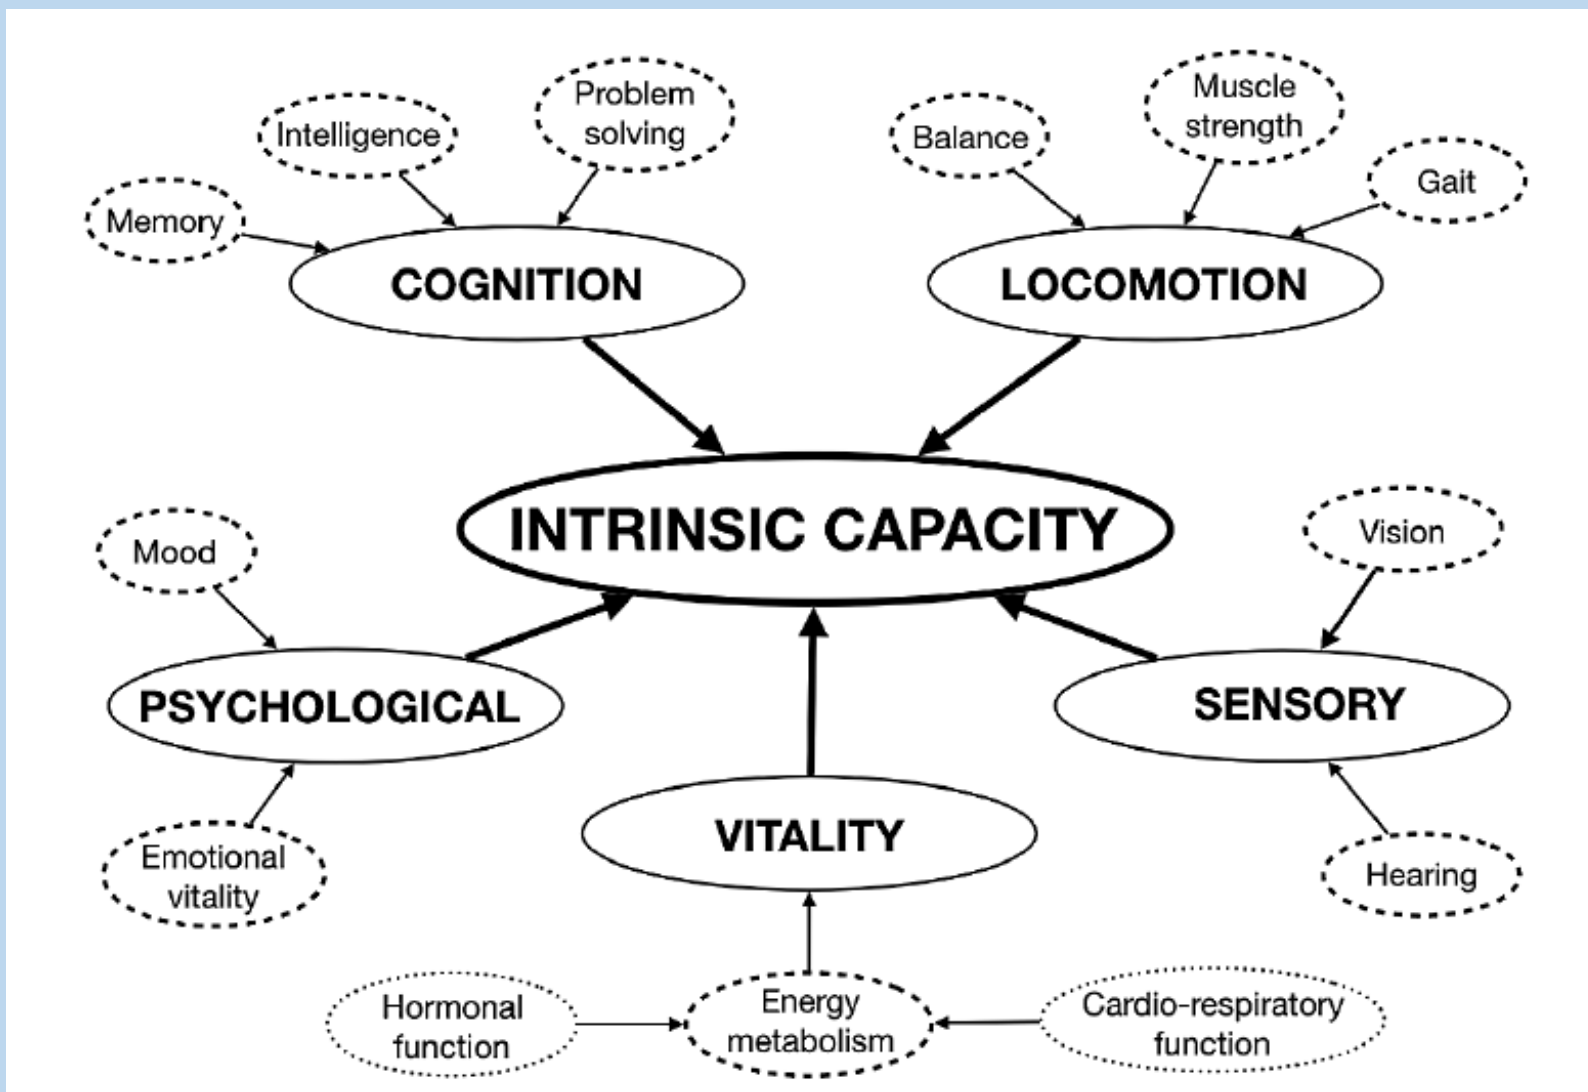 Problem
solving
Intelligence
Memory
COGNITION
Muscle
strength
Balance
Gait
LOCOMOTION
INTRINSIC CAPACITY
Mood
PSYCHOLOGICAL
Emotional
vitality
Vision
SENSORY
Hearing
VITALITY
Hormonal
function
Energy
metabolism
Cardio-respiratory
function